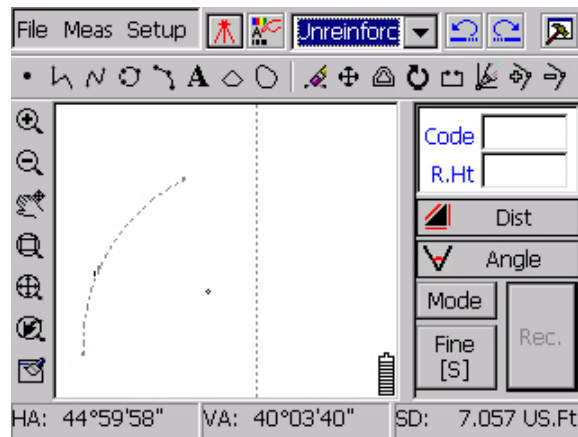 File Meas Setup Unreinforc
A
Code
R.Ht
Dist
Angle
Mode
Fine
[S]
Rec.
HA: 44°59'58" VA: 40°03'40" SD: 7.057 US.Ft